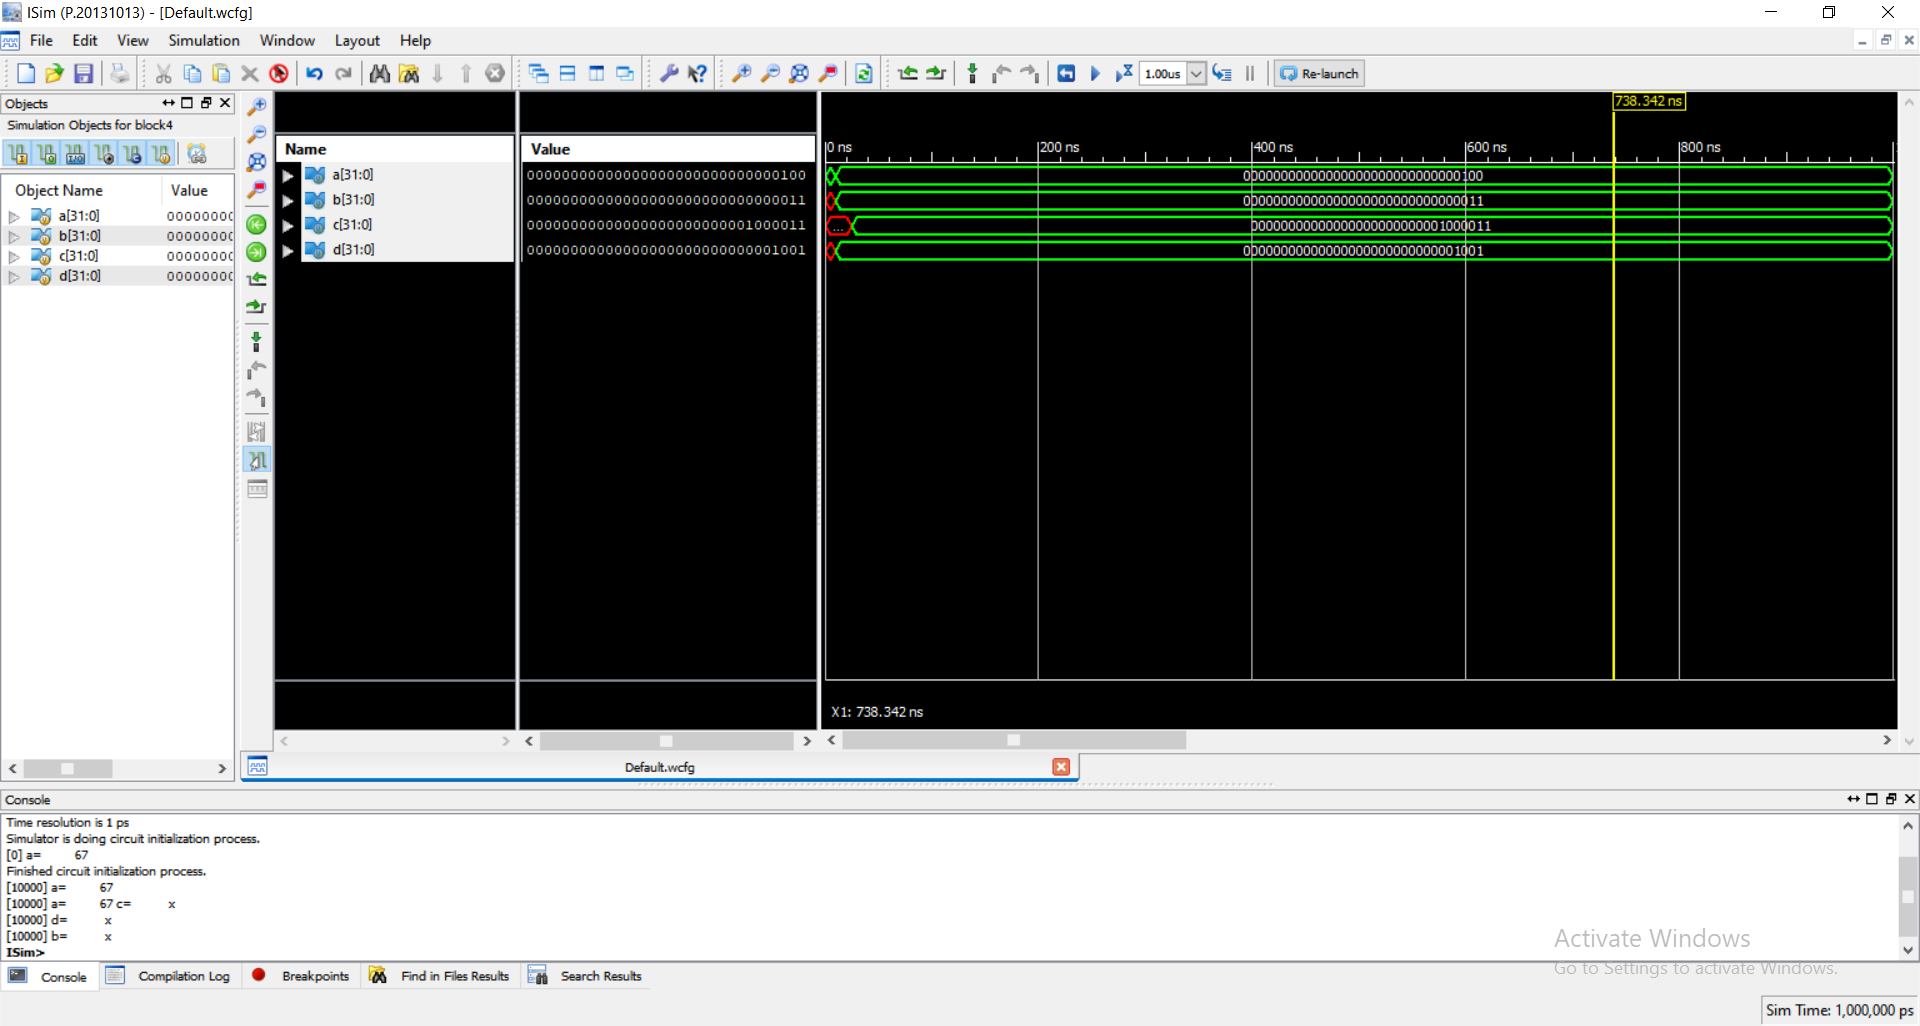 ISim (P.20131013) - [Default.wcfg]
File Edit View Simulation Window Layout Help
1.00us Re-launch
Objects
Simulation Objects for block4
Object Name Value
a[31:0] 00000000
b[31:0] 00000000
c[31:0] 00000000
d[31:0] 00000000
Name Value
a[31:0] 00000000000000000000000000000100
b[31:0] 00000000000000000000000000000011
c[31:0] 00000000000000000000000001000011
d[31:0] 00000000000000000000000000001001
738.342 ns
0 ns 200 ns 400 ns 600 ns 800 ns
00000000000000000000000000000100
00000000000000000000000000000011
... 00000000000000000000000001000011
00000000000000000000000000001001
X1: 738.342 ns
Default.wcfg
Console
Time resolution is 1 ps
Simulator is doing circuit initialization process.
[0] a= 67
Finished circuit initialization process.
[10000] a= 67
[10000] a= 67 c= x
[10000] d= x
[10000] b= x
ISim>
Activate Windows
Go to Settings to activate Windows.
Console Compilation Log Breakpoints Find in Files Results Search Results
Sim Time: 1,000,000 ps